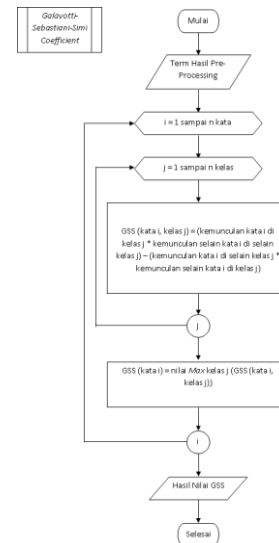 Galavotti-
Sebastiani-Simi
Coefficient
Mulai
Term Hasil Pre-
Processing
i = 1 sampai n kata
j = 1 sampai n kelas
GSS (kata i, kelas j) = (kemunculan kata i di
kelas j * kemunculan selain kata i di selain
kelas j) – (kemunculan kata i di selain kelas j *
kemunculan selain kata i di kelas j)
j
GSS (kata i) = nilai Max kelas j (GSS (kata i,
kelas j))
i
Hasil Nilai GSS
Selesai